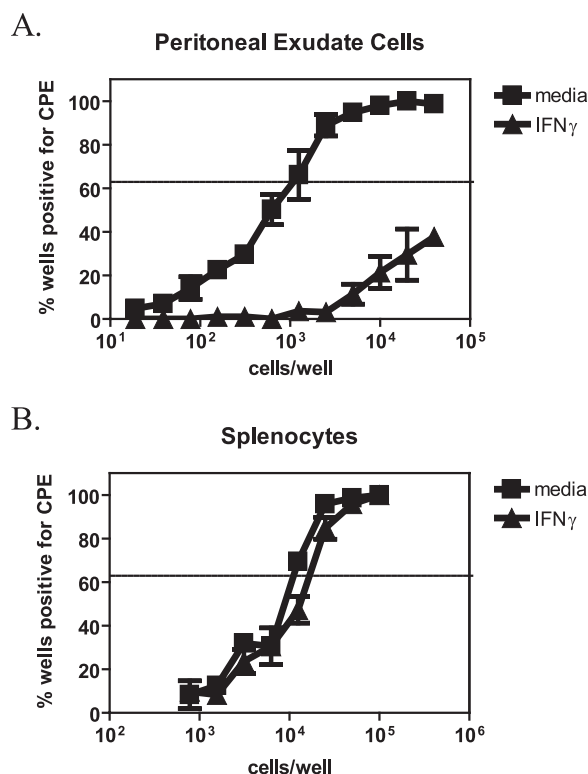 A.
Peritoneal Exudate Cells
% wells positive for CPE
100
80
60
40
20
0
10^1 10^2 10^3 10^4 10^5
cells/well
media
IFNγ
B.
Splenocytes
% wells positive for CPE
100
80
60
40
20
0
10^2 10^3 10^4 10^5 10^6
cells/well
media
IFNγ